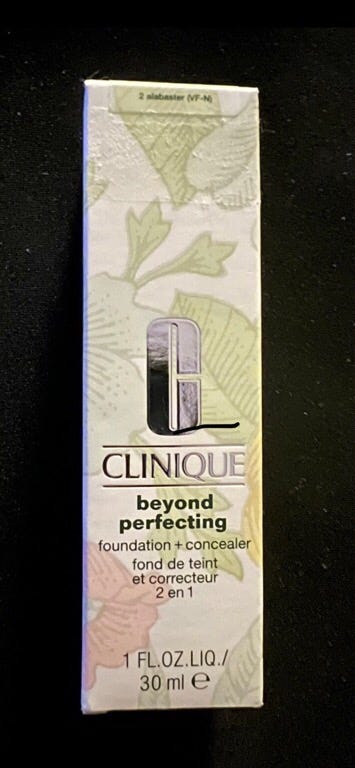 2 alabaster (VF-N)
CLINIQUE
beyond
perfecting
foundation + concealer
fond de teint
et correcteur
2 en 1
1 FL.OZ.LIQ./
30 ml ℮